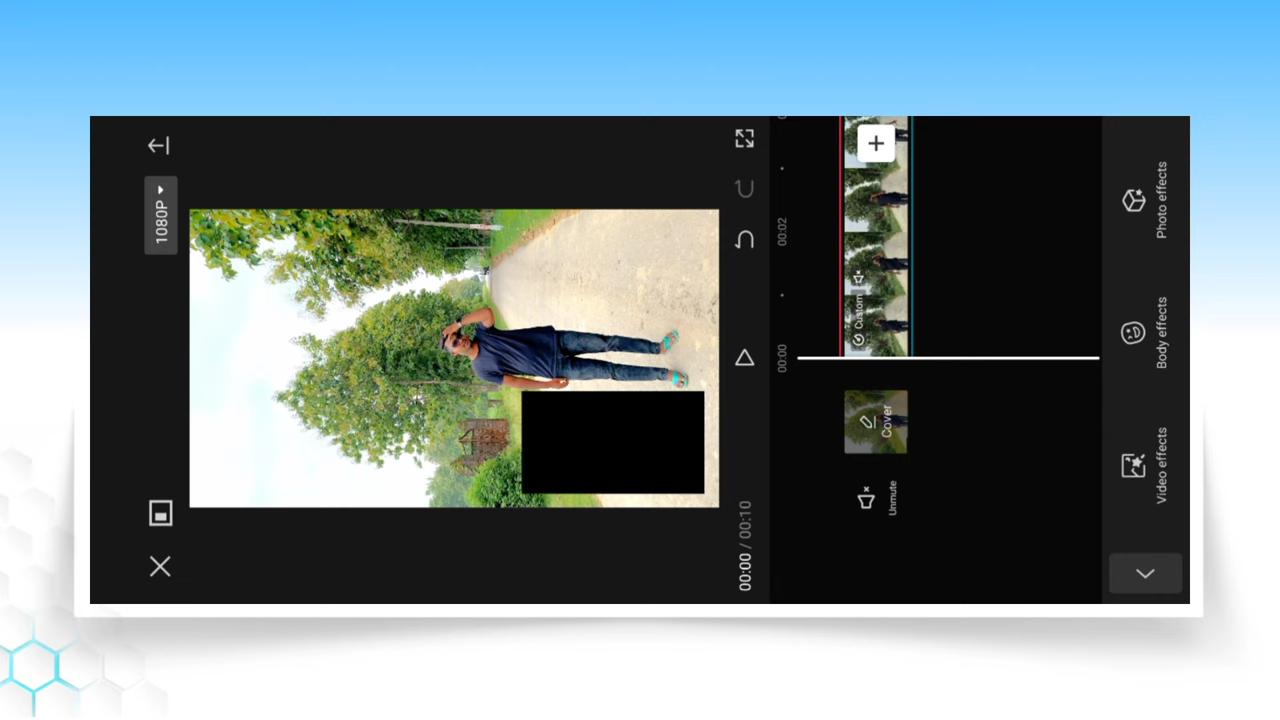 1080P
00:00 / 00:10
00:00
00:02
Custom
Cover
Unmute
Video effects
Body effects
Photo effects